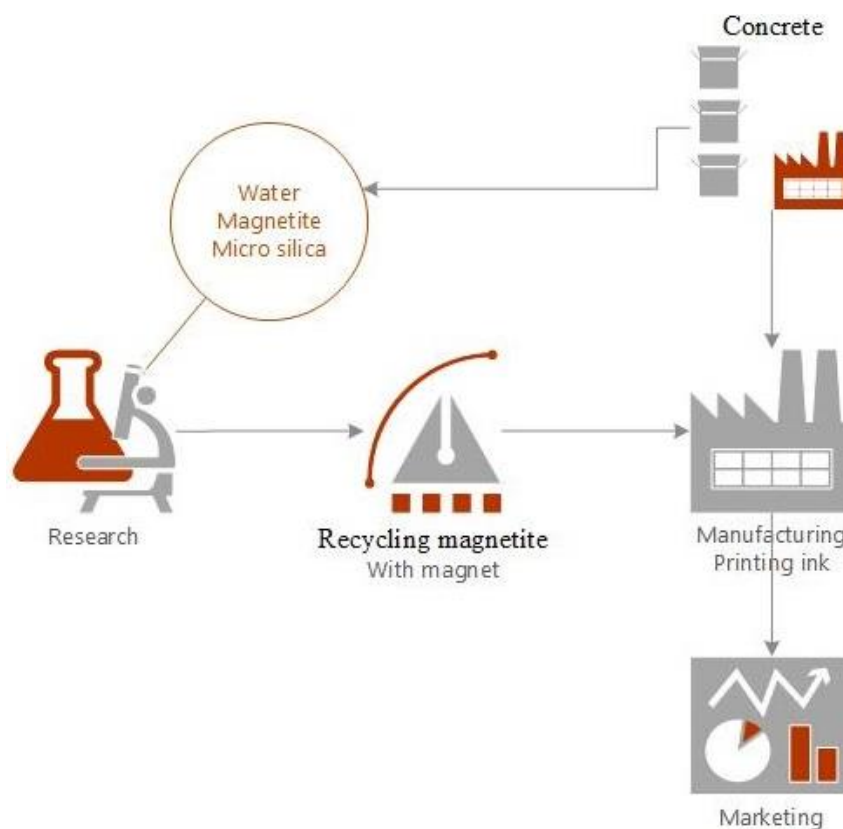 Concrete
Water
Magnetite
Micro silica
Research
Recycling magnetite
With magnet
Manufacturing
Printing ink
Marketing